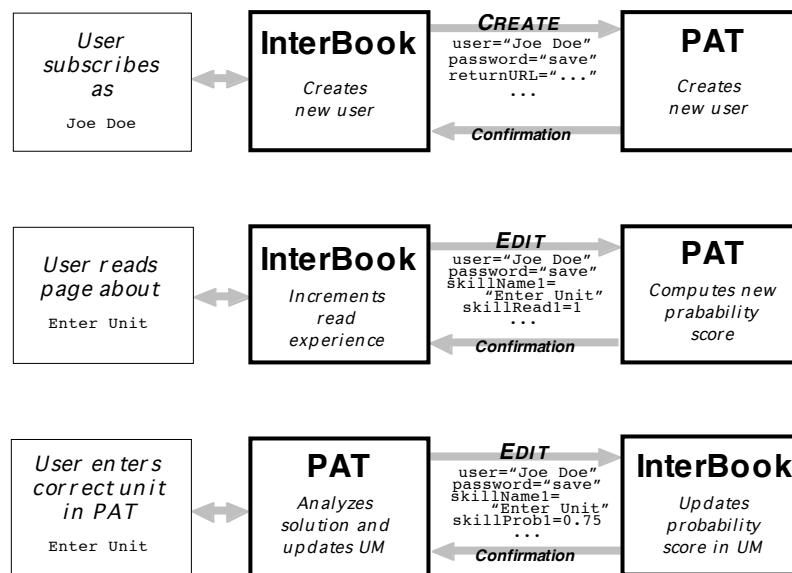 User
subscribes
as
Joe Doe
InterBook
Creates
new user
CREATE
user="Joe Doe"
password="save"
returnURL="..."
...
Confirmation
PAT
Creates
new user
User reads
page about
Enter Unit
InterBook
Increments
read
experience
EDIT
user="Joe Doe"
password="save"
skillName1=
"Enter Unit"
skillRead1=1
...
Confirmation
PAT
Computes new
prabability
score
User enters
correct unit
in PAT
Enter Unit
PAT
Analyzes
solution and
updates UM
EDIT
user="Joe Doe"
password="save"
skillName1=
"Enter Unit"
skillProb1=0.75
...
Confirmation
InterBook
Updates
probability
score in UM